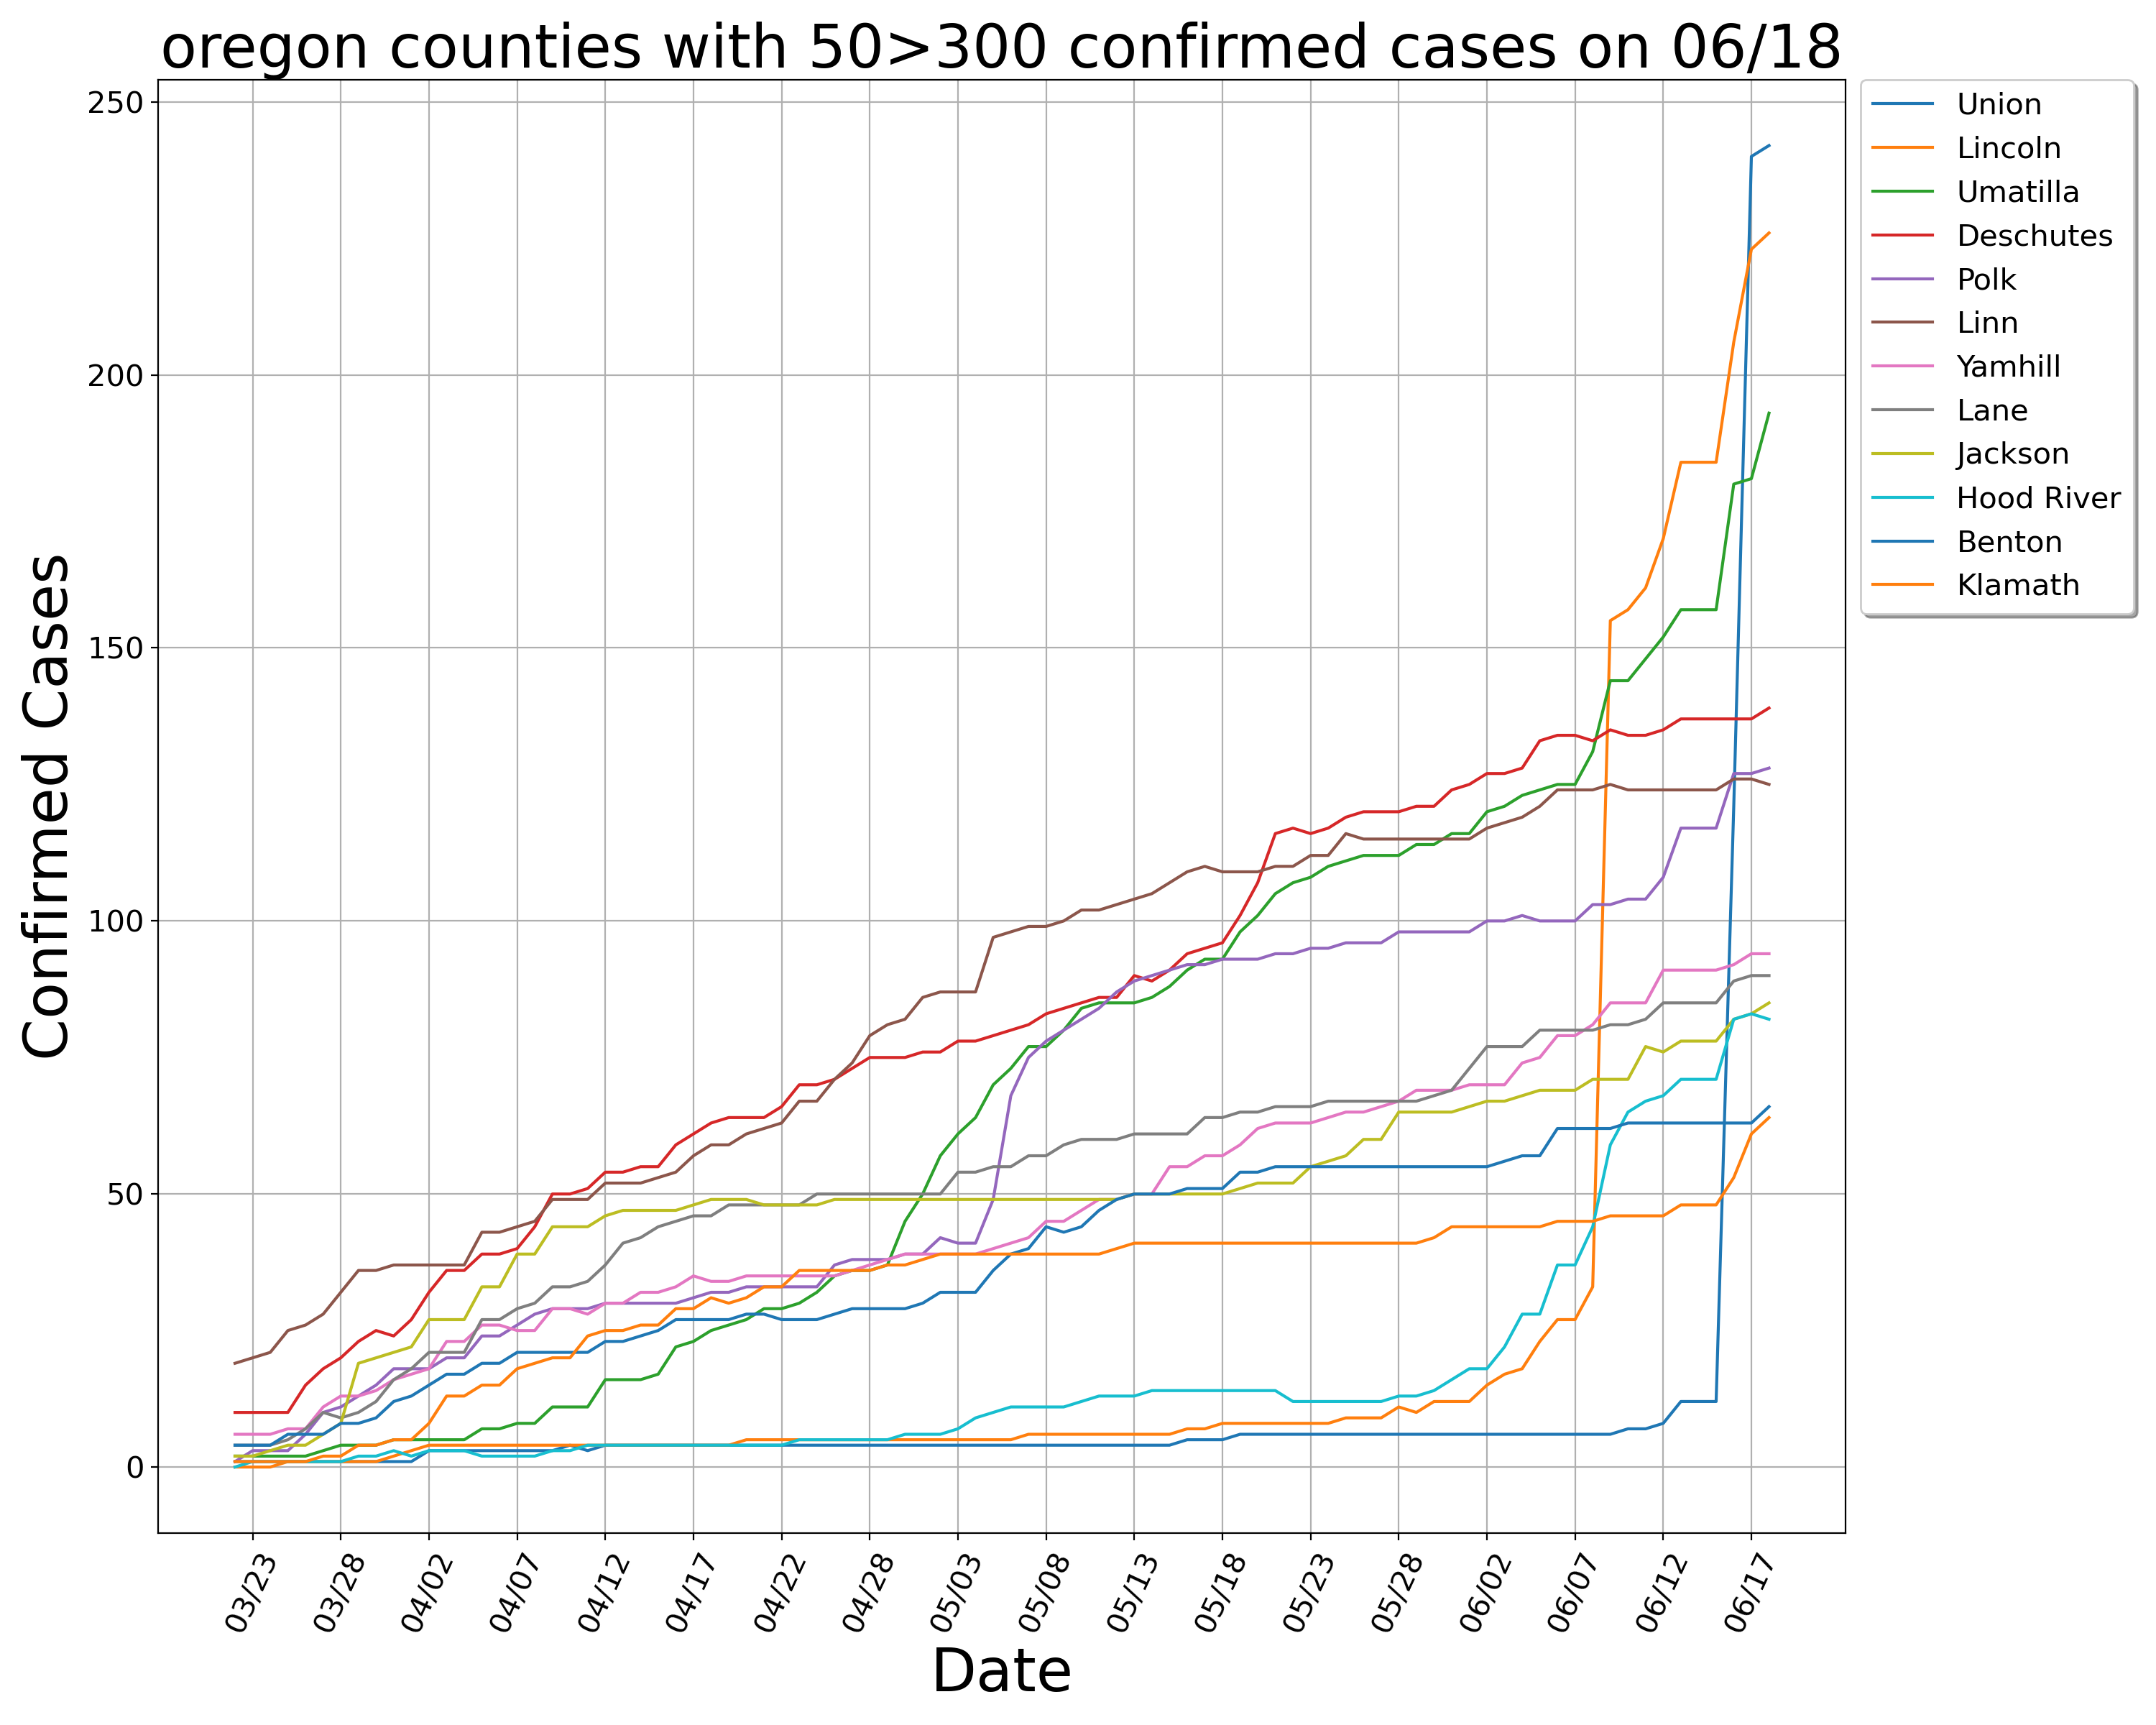 oregon counties with 50>300 confirmed cases on 06/18
250
200
150
100
50
0
Confirmed Cases
03/23
03/28
04/02
04/07
04/12
04/17
04/22
04/28
05/03
05/08
05/13
05/18
05/23
05/28
06/02
06/07
06/12
06/17
Date
Union
Lincoln
Umatilla
Deschutes
Polk
Linn
Yamhill
Lane
Jackson
Hood River
Benton
Klamath